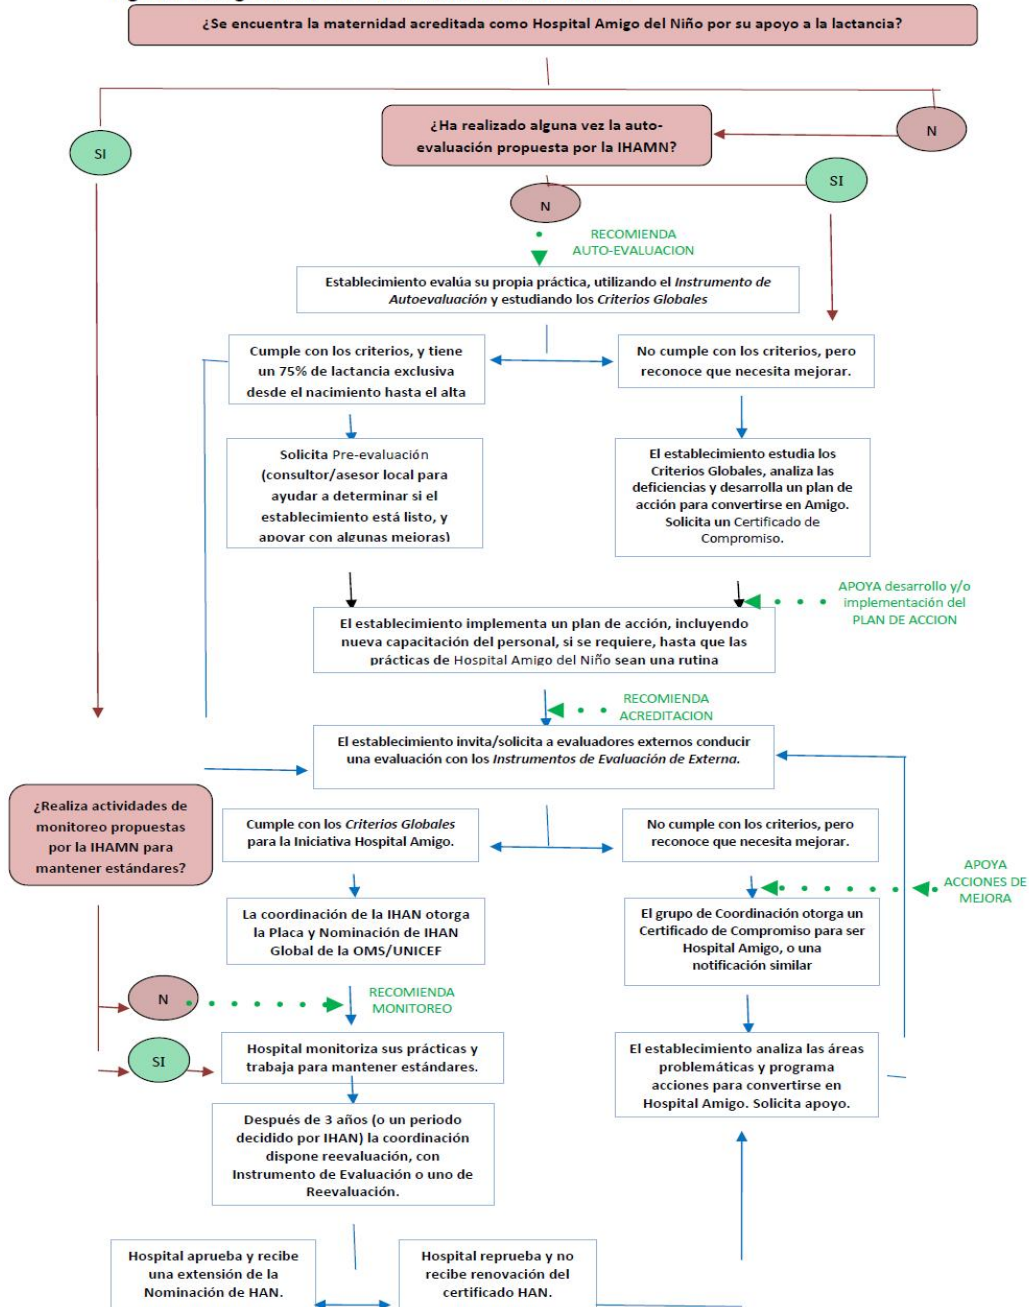 ¿Se encuentra la maternidad acreditada como Hospital Amigo del Niño por su apoyo a la lactancia?
SI
¿Ha realizado alguna vez la auto-
evaluación propuesta por la IHAMN?
N
SI
N
RECOMIENDA
AUTO-EVALUACION
Establecimiento evalúa su propia práctica, utilizando el Instrumento de
Autoevaluación y estudiando los Criterios Globales
Cumple con los criterios, y tiene
un 75% de lactancia exclusiva
desde el nacimiento hasta el alta
No cumple con los criterios, pero
reconoce que necesita mejorar.
Solicita Pre-evaluación
(consultor/asesor local para
ayudar a determinar si el
establecimiento está listo, y
apoyar con algunas mejoras)
El establecimiento estudia los
Criterios Globales, analiza las
deficiencias y desarrolla un plan de
acción para convertirse en Amigo.
Solicita un Certificado de
Compromiso.
APOYA desarrollo y/o
implementación del
PLAN DE ACCION
El establecimiento implementa un plan de acción, incluyendo
nueva capacitación del personal, si se requiere, hasta que las
prácticas de Hospital Amigo del Niño sean una rutina
RECOMIENDA
ACREDITACION
El establecimiento invita/solicita a evaluadores externos conducir
una evaluación con los Instrumentos de Evaluación de Externa.
¿Realiza actividades de
monitoreo propuestas
por la IHAMN para
mantener estándares?
Cumple con los Criterios Globales
para la Iniciativa Hospital Amigo.
No cumple con los criterios, pero
reconoce que necesita mejorar.
APOYA
ACCIONES DE
MEJORA
La coordinación de la IHAN otorga
la Placa y Nominación de IHAN
Global de la OMS/UNICEF
El grupo de Coordinación otorga un
Certificado de Compromiso para ser
Hospital Amigo, o una
notificación similar
N
RECOMIENDA
MONITOREO
SI
Hospital monitoriza sus prácticas y
trabaja para mantener estándares.
El establecimiento analiza las áreas
problemáticas y programa
acciones para convertirse en
Hospital Amigo. Solicita apoyo.
Después de 3 años (o un periodo
decidido por IHAN) la coordinación
dispone reevaluación, con
Instrumento de Evaluación o uno de
Reevaluación.
Hospital aprueba y recibe
una extensión de la
Nominación de HAN.
Hospital reprueba y no
recibe renovación del
certificado HAN.